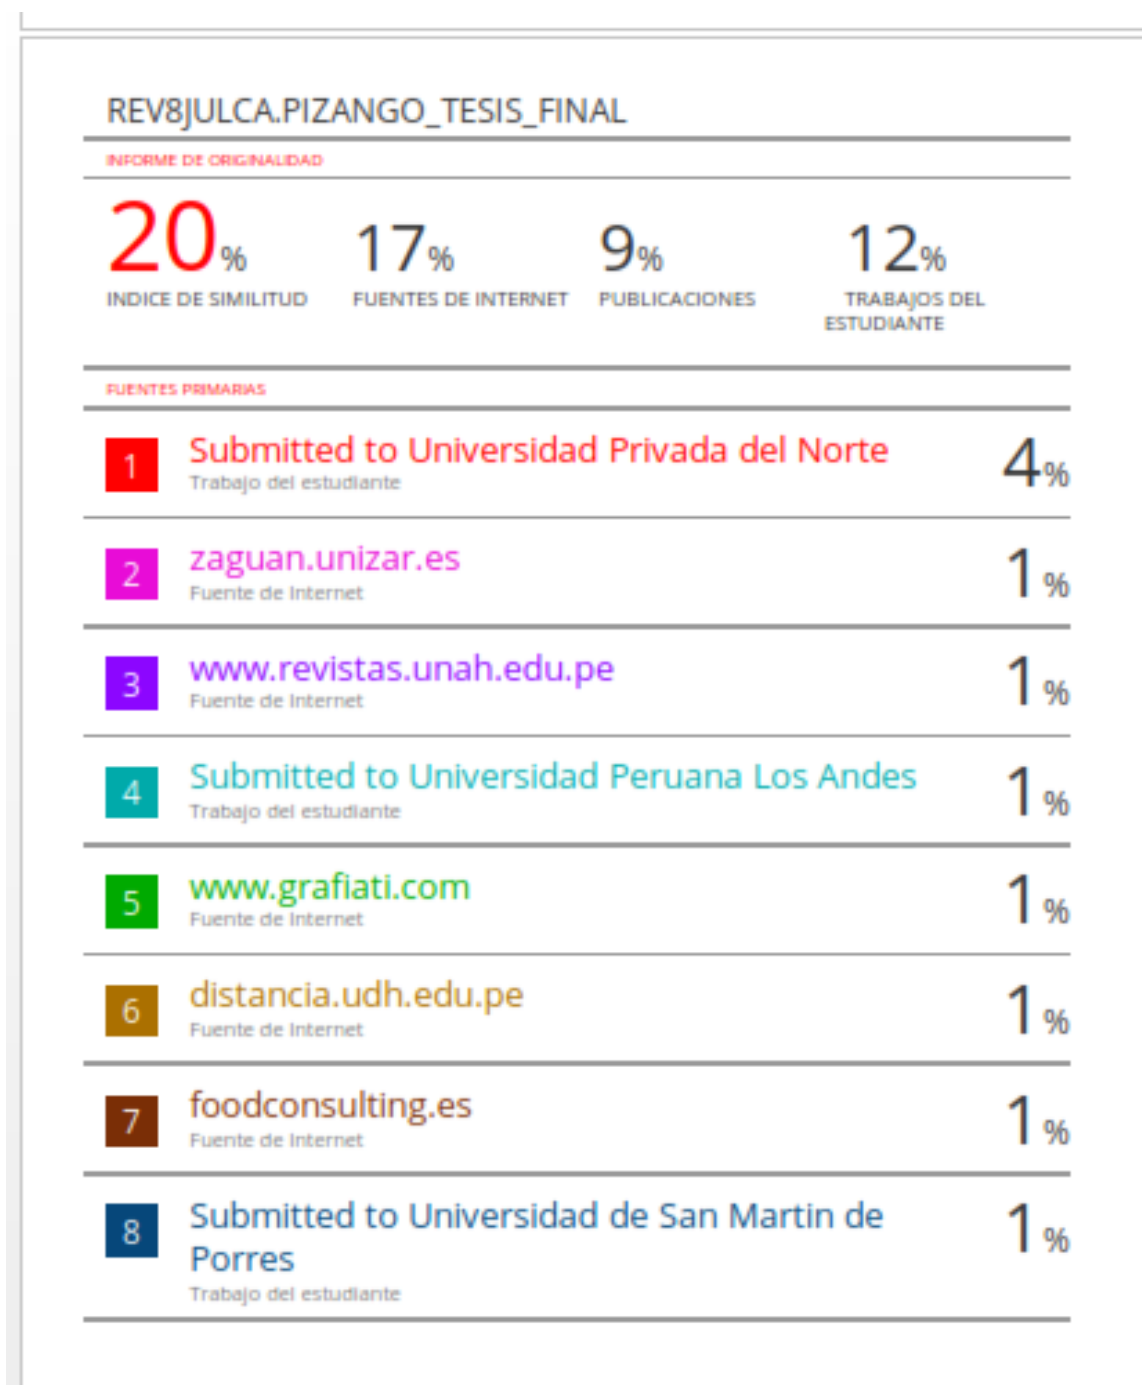 REV8JULCA.PIZANGO_TESIS_FINAL
INFORME DE ORIGINALIDAD
20% 17% 9% 12%
INDICE DE SIMILITUD FUENTES DE INTERNET PUBLICACIONES TRABAJOS DEL
ESTUDIANTE
FUENTES PRIMARIAS
1 Submitted to Universidad Privada del Norte 4%
Trabajo del estudiante
2 zaguan.unizar.es 1%
Fuente de Internet
3 www.revistas.unah.edu.pe 1%
Fuente de Internet
4 Submitted to Universidad Peruana Los Andes 1%
Trabajo del estudiante
5 www.grafiati.com 1%
Fuente de Internet
6 distancia.udh.edu.pe 1%
Fuente de Internet
7 foodconsulting.es 1%
Fuente de Internet
8 Submitted to Universidad de San Martin de 1%
Porres
Trabajo del estudiante